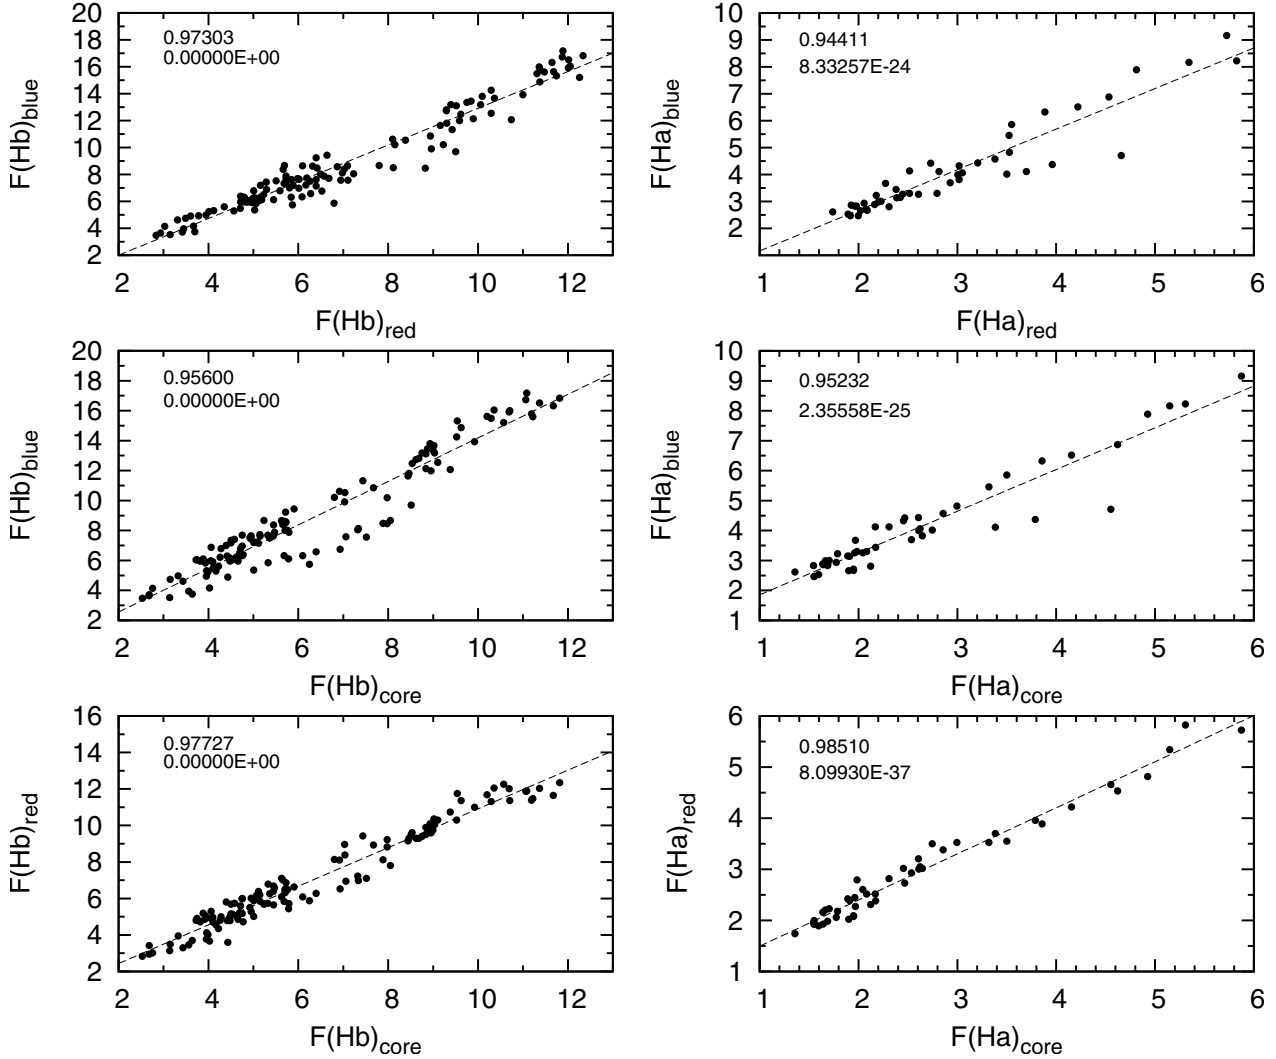 20
18
16
14
12
10
8
6
4
2
F(Hb)blue
0.97303
0.00000E+00
2 4 6 8 10 12
F(Hb)red
10
9
8
7
6
5
4
3
2
F(Ha)blue
0.94411
8.33257E-24
1 2 3 4 5 6
F(Ha)red
20
18
16
14
12
10
8
6
4
2
F(Hb)blue
0.95600
0.00000E+00
2 4 6 8 10 12
F(Hb)core
10
9
8
7
6
5
4
3
2
1
F(Ha)blue
0.95232
2.35558E-25
1 2 3 4 5 6
F(Ha)core
16
14
12
10
8
6
4
2
F(Hb)red
0.97727
0.00000E+00
2 4 6 8 10 12
F(Hb)core
6
5
4
3
2
1
F(Ha)red
0.98510
8.09930E-37
1 2 3 4 5 6
F(Ha)core